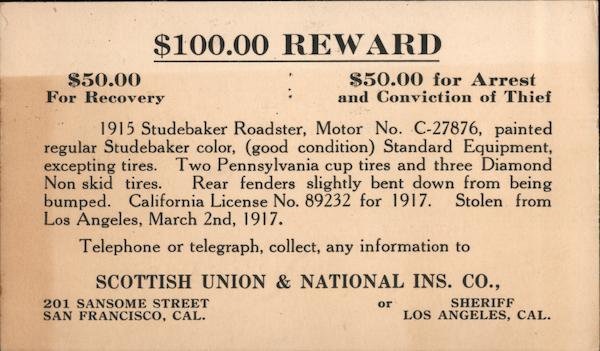 $100.00 REWARD
$50.00
For Recovery
$50.00 for Arrest
and Conviction of Thief
1915 Studebaker Roadster, Motor No. C-27876, painted
regular Studebaker color, (good condition) Standard Equipment,
excepting tires. Two Pennsylvania cup tires and three Diamond
Non skid tires. Rear fenders slightly bent down from being
bumped. California License No. 89232 for 1917. Stolen from
Los Angeles, March 2nd, 1917.
Telephone or telegraph, collect, any information to
SCOTTISH UNION & NATIONAL INS. CO.,
201 SANSOME STREET
SAN FRANCISCO, CAL.
or
SHERIFF
LOS ANGELES, CAL.